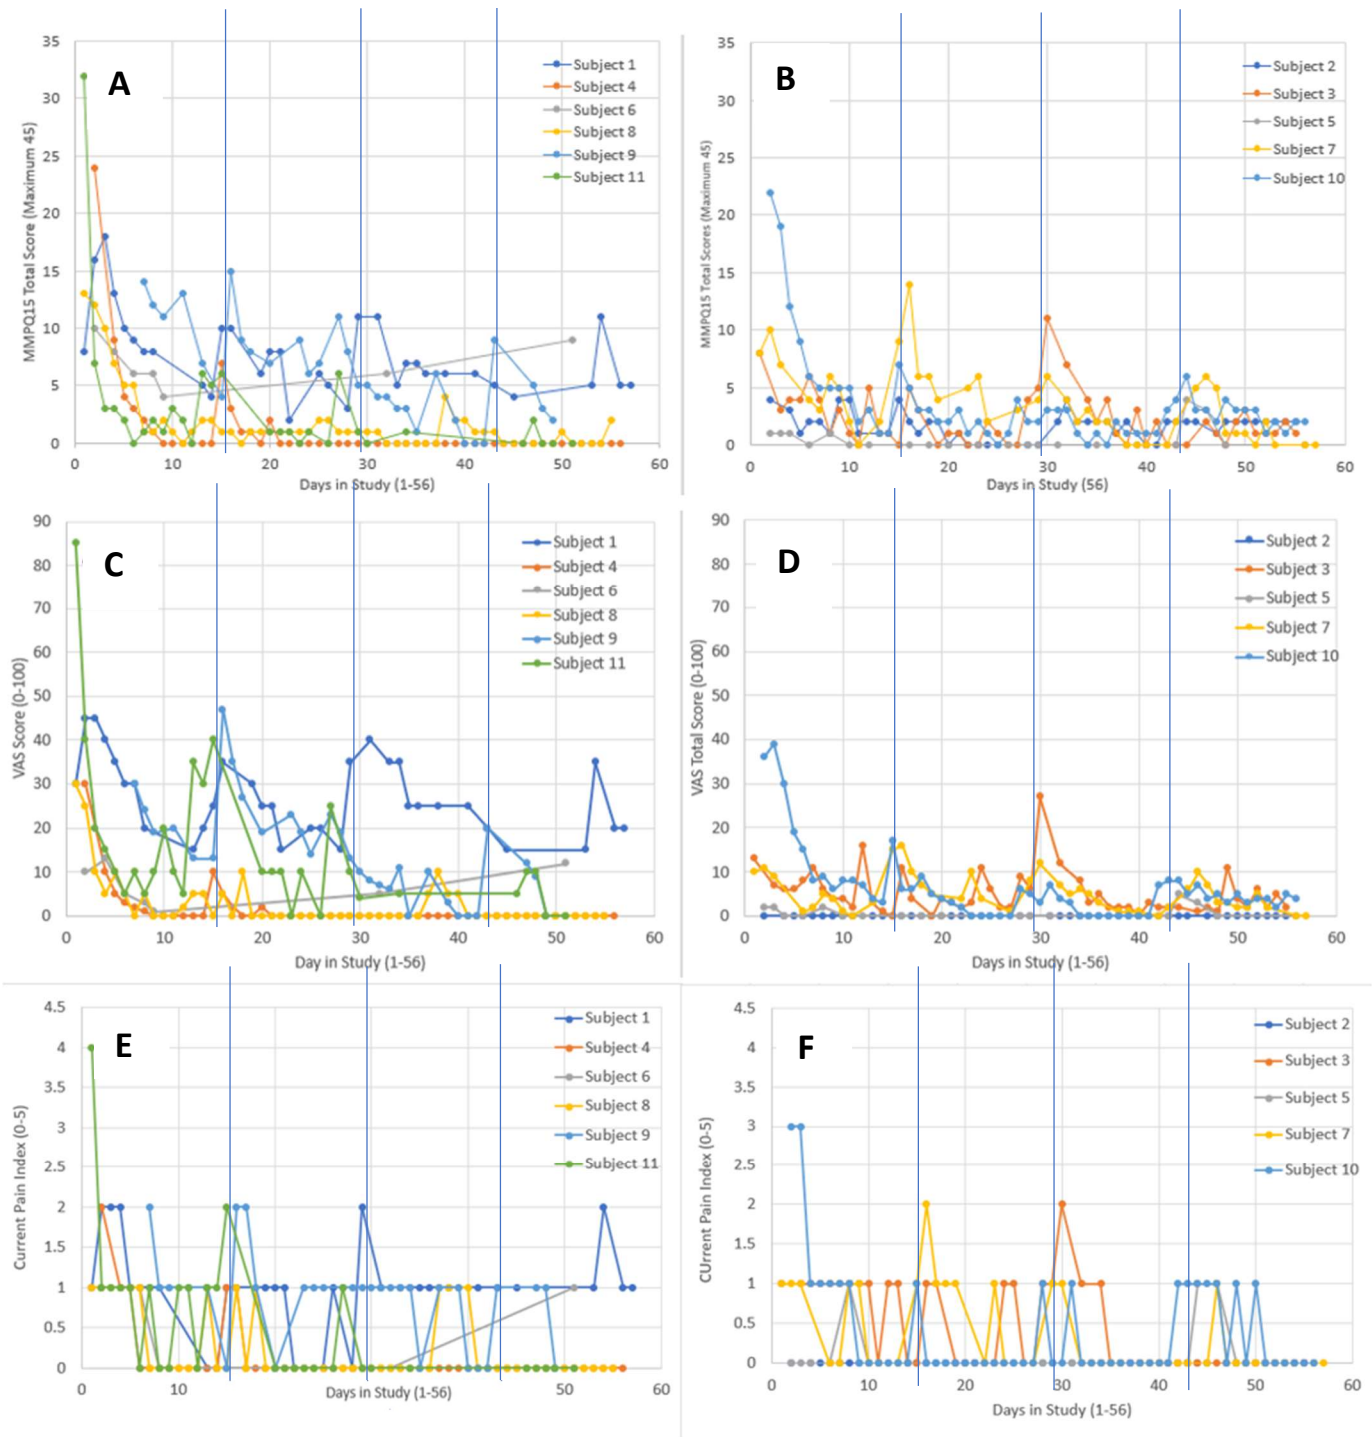 A
MMPQ15 Total Score (Maximum 45)
35
30
25
20
15
10
5
0
0 10 20 30 40 50 60
Days in Study (1-56)
Subject 1
Subject 4
Subject 6
Subject 8
Subject 9
Subject 11
B
MMPQ15 Total Scores (Maximum 45)
35
30
25
20
15
10
5
0
0 10 20 30 40 50 60
Days in Study (56)
Subject 2
Subject 3
Subject 5
Subject 7
Subject 10
C
VAS Score (0-100)
90
80
70
60
50
40
30
20
10
0
0 10 20 30 40 50 60
Day in Study (1-56)
Subject 1
Subject 4
Subject 6
Subject 8
Subject 9
Subject 11
D
VAS Total Score (0-100)
90
80
70
60
50
40
30
20
10
0
0 10 20 30 40 50 60
Days in Study (1-56)
Subject 2
Subject 3
Subject 5
Subject 7
Subject 10
E
Current Pain Index (0-5)
4.5
4
3.5
3
2.5
2
1.5
1
0.5
0
0 10 50 60
Days in Study (1-56)
Subject 1
Subject 4
Subject 6
Subject 8
Subject 9
Subject 11
F
CUrrent Pain Index (0-5)
4.5
4
3.5
3
2.5
2
1.5
1
0.5
0
0 10 20 30 40 50 60
Days in Study (1-56)
Subject 2
Subject 3
Subject 5
Subject 7
Subject 10